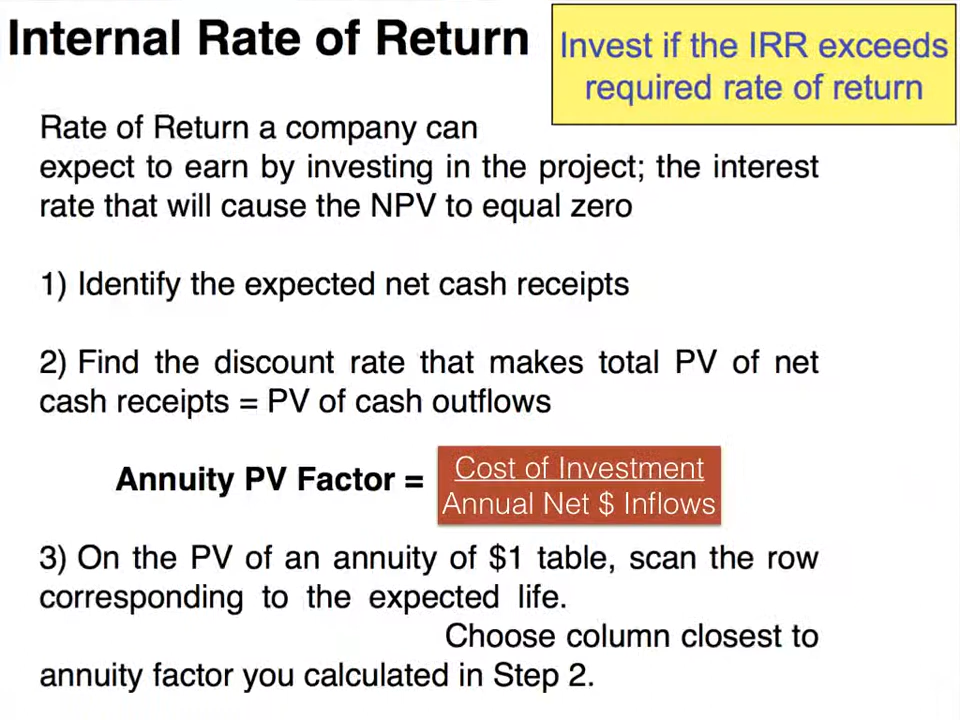 Internal Rate of Return
Invest if the IRR exceeds
required rate of return
Rate of Return a company can
expect to earn by investing in the project; the interest
rate that will cause the NPV to equal zero
1) Identify the expected net cash receipts
2) Find the discount rate that makes total PV of net
cash receipts = PV of cash outflows
Annuity PV Factor =
Cost of Investment
Annual Net $ Inflows
3) On the PV of an annuity of $1 table, scan the row
corresponding to the expected life.
Choose column closest to
annuity factor you calculated in Step 2.